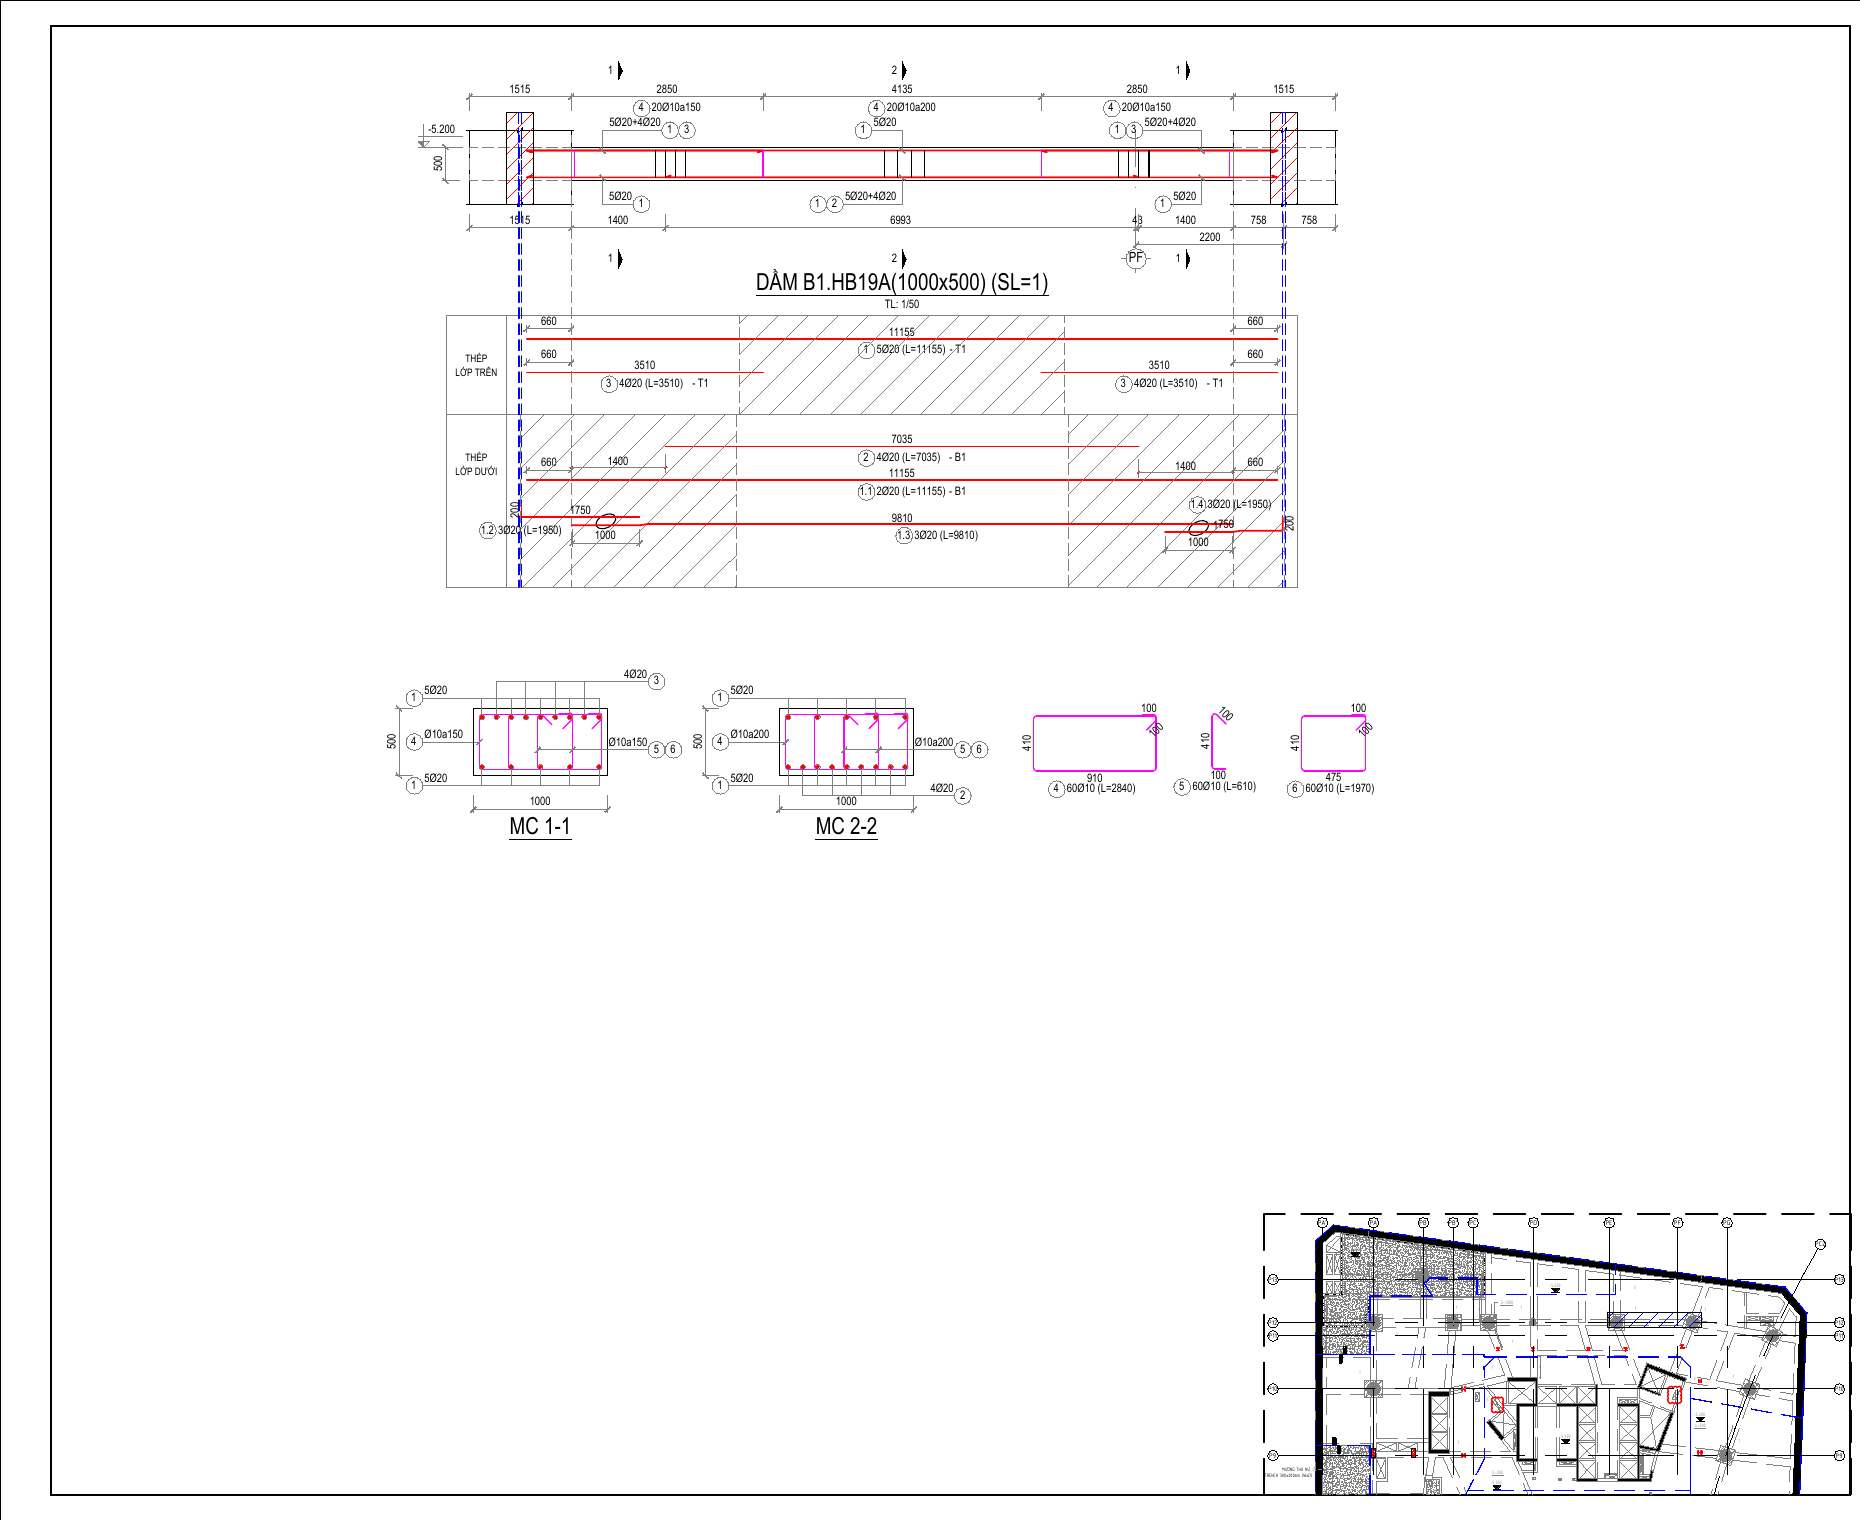 1 2 1
1515 2850 4135 2850 1515
4 20Ø10a150 4 20Ø10a200 4 20Ø10a150
5Ø20+4Ø20 1 3 1 5Ø20 1 3 5Ø20+4Ø20
-5.200
500
5Ø20 1 1 2 5Ø20+4Ø20 1 5Ø20
1515 1400 6993 43 1400 758 758
2200
1 2 PF 1
DẦM B1.HB19A(1000x500) (SL=1)
TL: 1/50
660 11155 660
1 5Ø20 (L=11155) - T1
THÉP
LỚP TRÊN
660 3510 3510 660
3 4Ø20 (L=3510) - T1 3 4Ø20 (L=3510) - T1
7035
2 4Ø20 (L=7035) - B1
THÉP
LỚP DƯỚI
660 1400 11155 1400 660
1.1 2Ø20 (L=11155) - B1
1.4 3Ø20 (L=1950)
200 1750 9810 1750 200
1.2 3Ø20 (L=1950) 1000 1.3 3Ø20 (L=9810) 1000
4Ø20 3
1 5Ø20
500
4 Ø10a150 Ø10a150 5 6
1 5Ø20
1000
MC 1-1
1 5Ø20
500
4 Ø10a200 Ø10a200 5 6
1 5Ø20
4Ø20 2
1000
MC 2-2
100
100
410
910
4 60Ø10 (L=2840)
100
410
100
5 60Ø10 (L=610)
100
100
410
475
6 60Ø10 (L=1970)